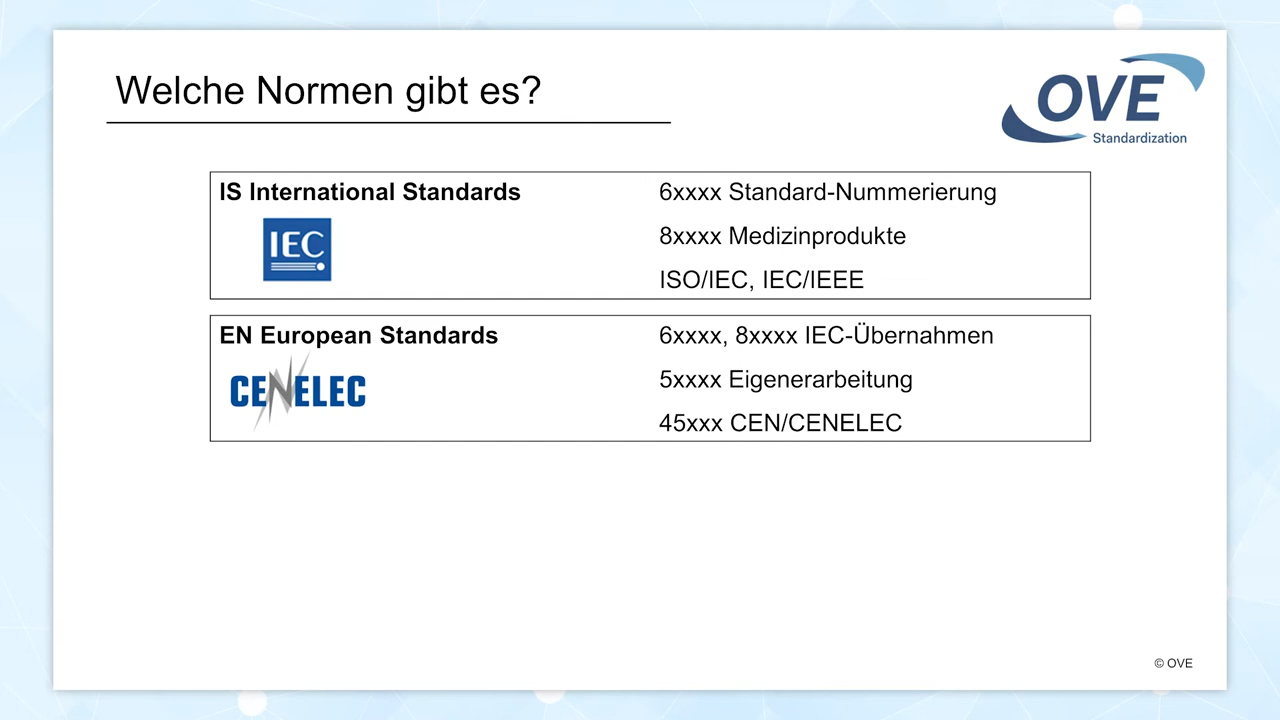 Welche Normen gibt es?
OVE
Standardization
IS International Standards
6xxxx Standard-Nummerierung
IEC
8xxxx Medizinprodukte
ISO/IEC, IEC/IEEE
EN European Standards
6xxxx, 8xxxx IEC-Übernahmen
CENELEC
5xxxx Eigenerarbeitung
45xxx CEN/CENELEC
© OVE